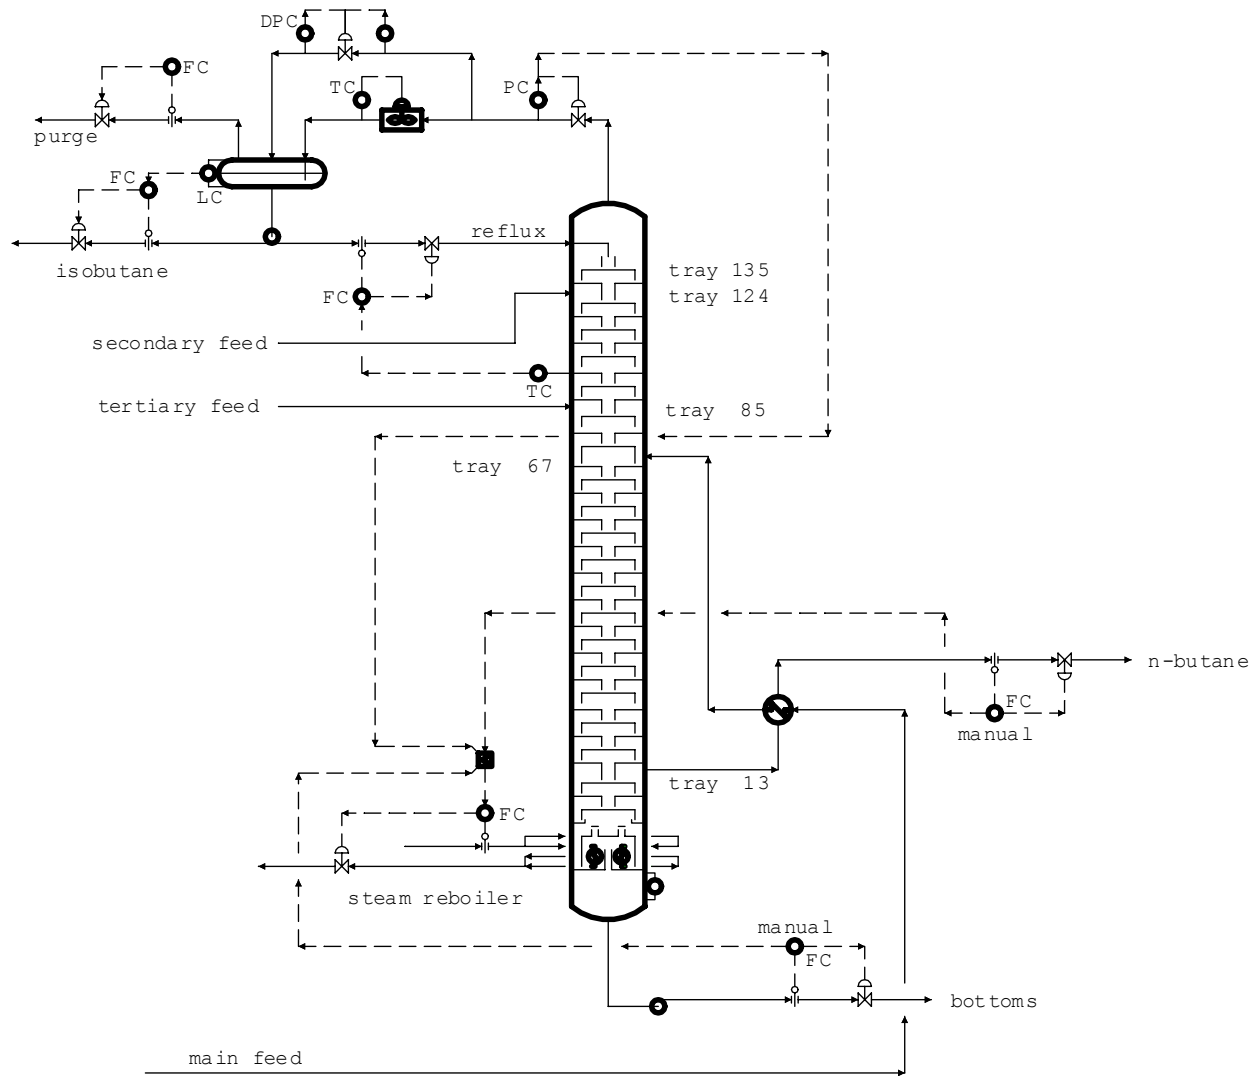 DPC
FC
TC
PC
purge
FC
LC
reflux
isobutane
tray 135
tray 124
FC
secondary feed
TC
tertiary feed
tray 85
tray 67
n-butane
FC
manual
tray 13
FC
steam reboiler
manual
FC
bottoms
main feed